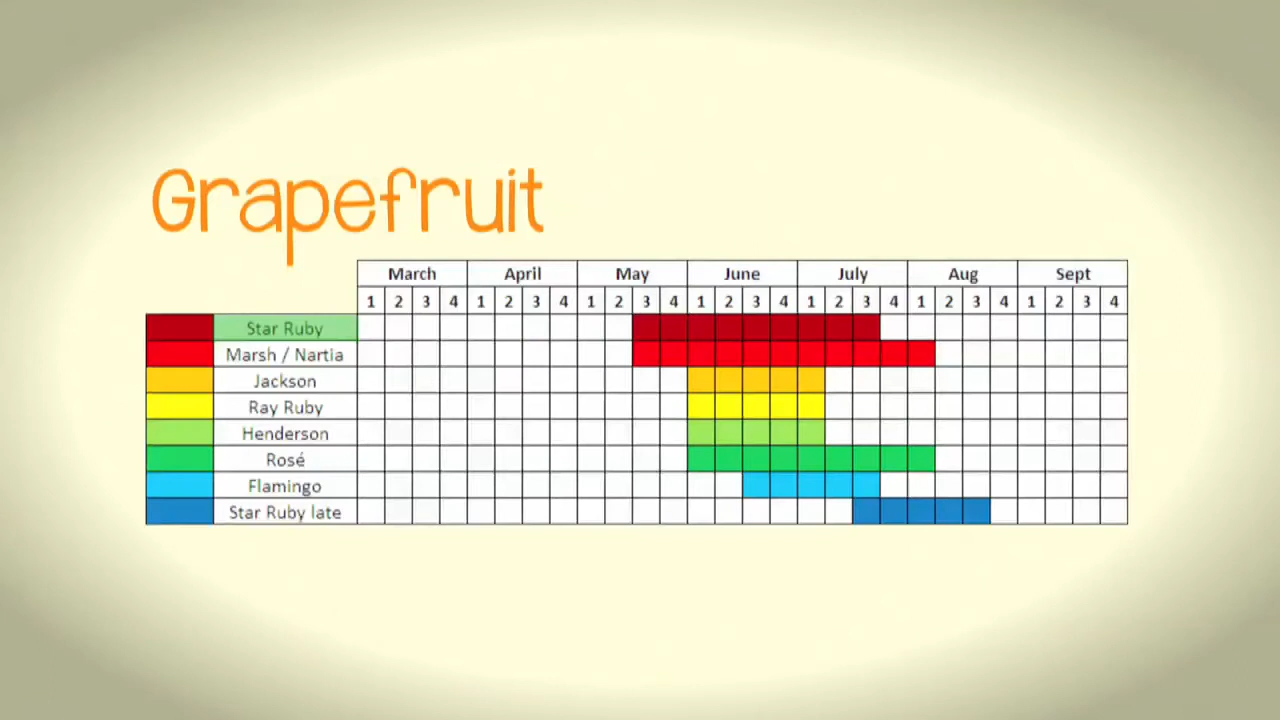 Grapefruit
March April May June July Aug Sept
1 2 3 4 1 2 3 4 1 2 3 4 1 2 3 4 1 2 3 4 1 2 3 4 1 2 3 4
Star Ruby
Marsh / Nartia
Jackson
Ray Ruby
Henderson
Rosé
Flamingo
Star Ruby late